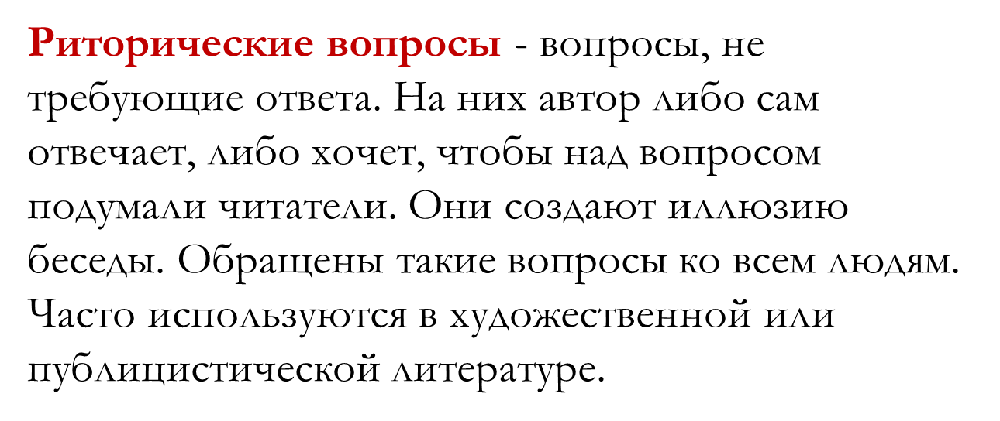 Риторические вопросы - вопросы, не
требующие ответа. На них автор либо сам
отвечает, либо хочет, чтобы над вопросом
подумали читатели. Они создают иллюзию
беседы. Обращены такие вопросы ко всем людям.
Часто используются в художественной или
публицистической литературе.